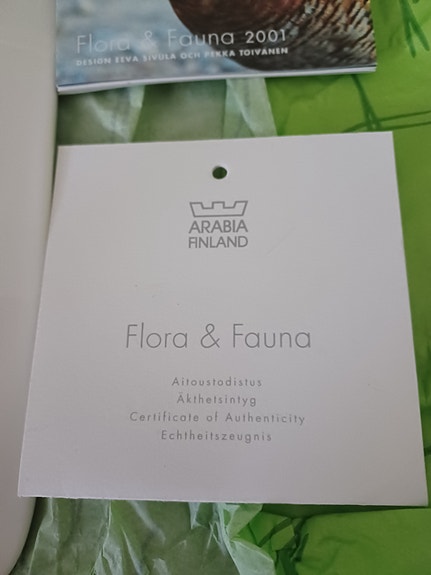 Flora & Fauna 2001
DESIGN EEVA SIVULA OCH PEKKA TOIVANEN
ARABIA
FINLAND
Flora & Fauna
Aitoustodistus
Äkthetsintyg
Certificate of Authenticity
Echtheitszeugnis